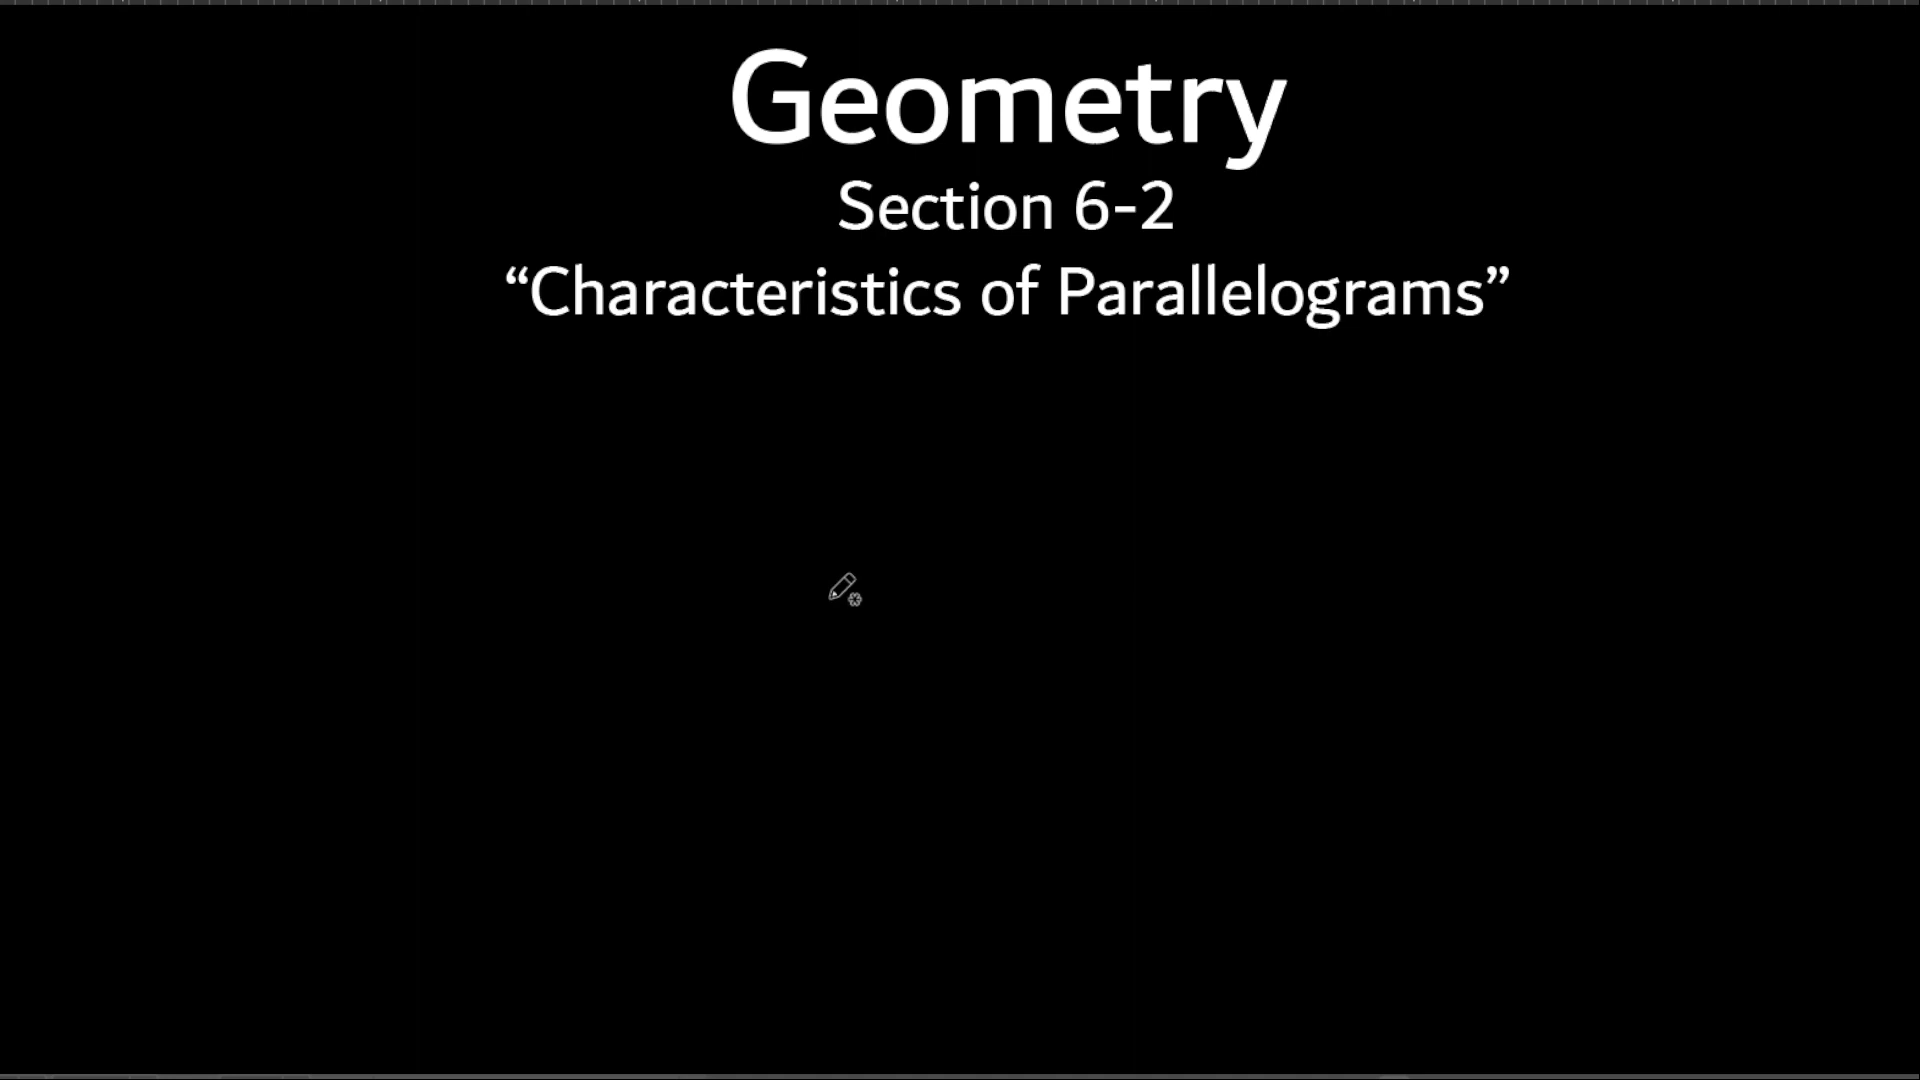 Geometry
Section 6-2
“Characteristics of Parallelograms”